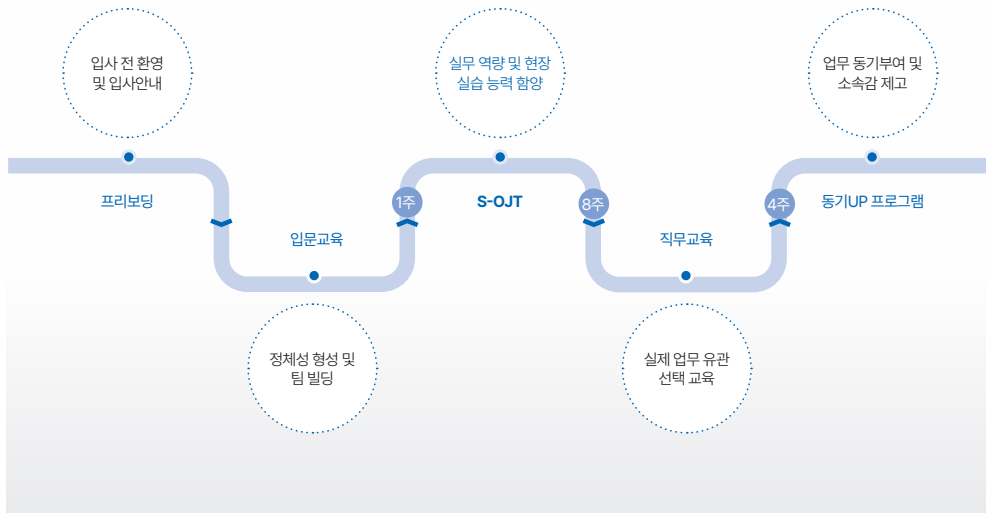 입사 전 환영
및 입사안내
프리보딩
입문교육
정체성 형성 및
팀 빌딩
1주
실무 역량 및 현장
실습 능력 함양
S-OJT
8주
직무교육
실제 업무 유관
선택 교육
4주
업무 동기부여 및
소속감 제고
동기UP 프로그램